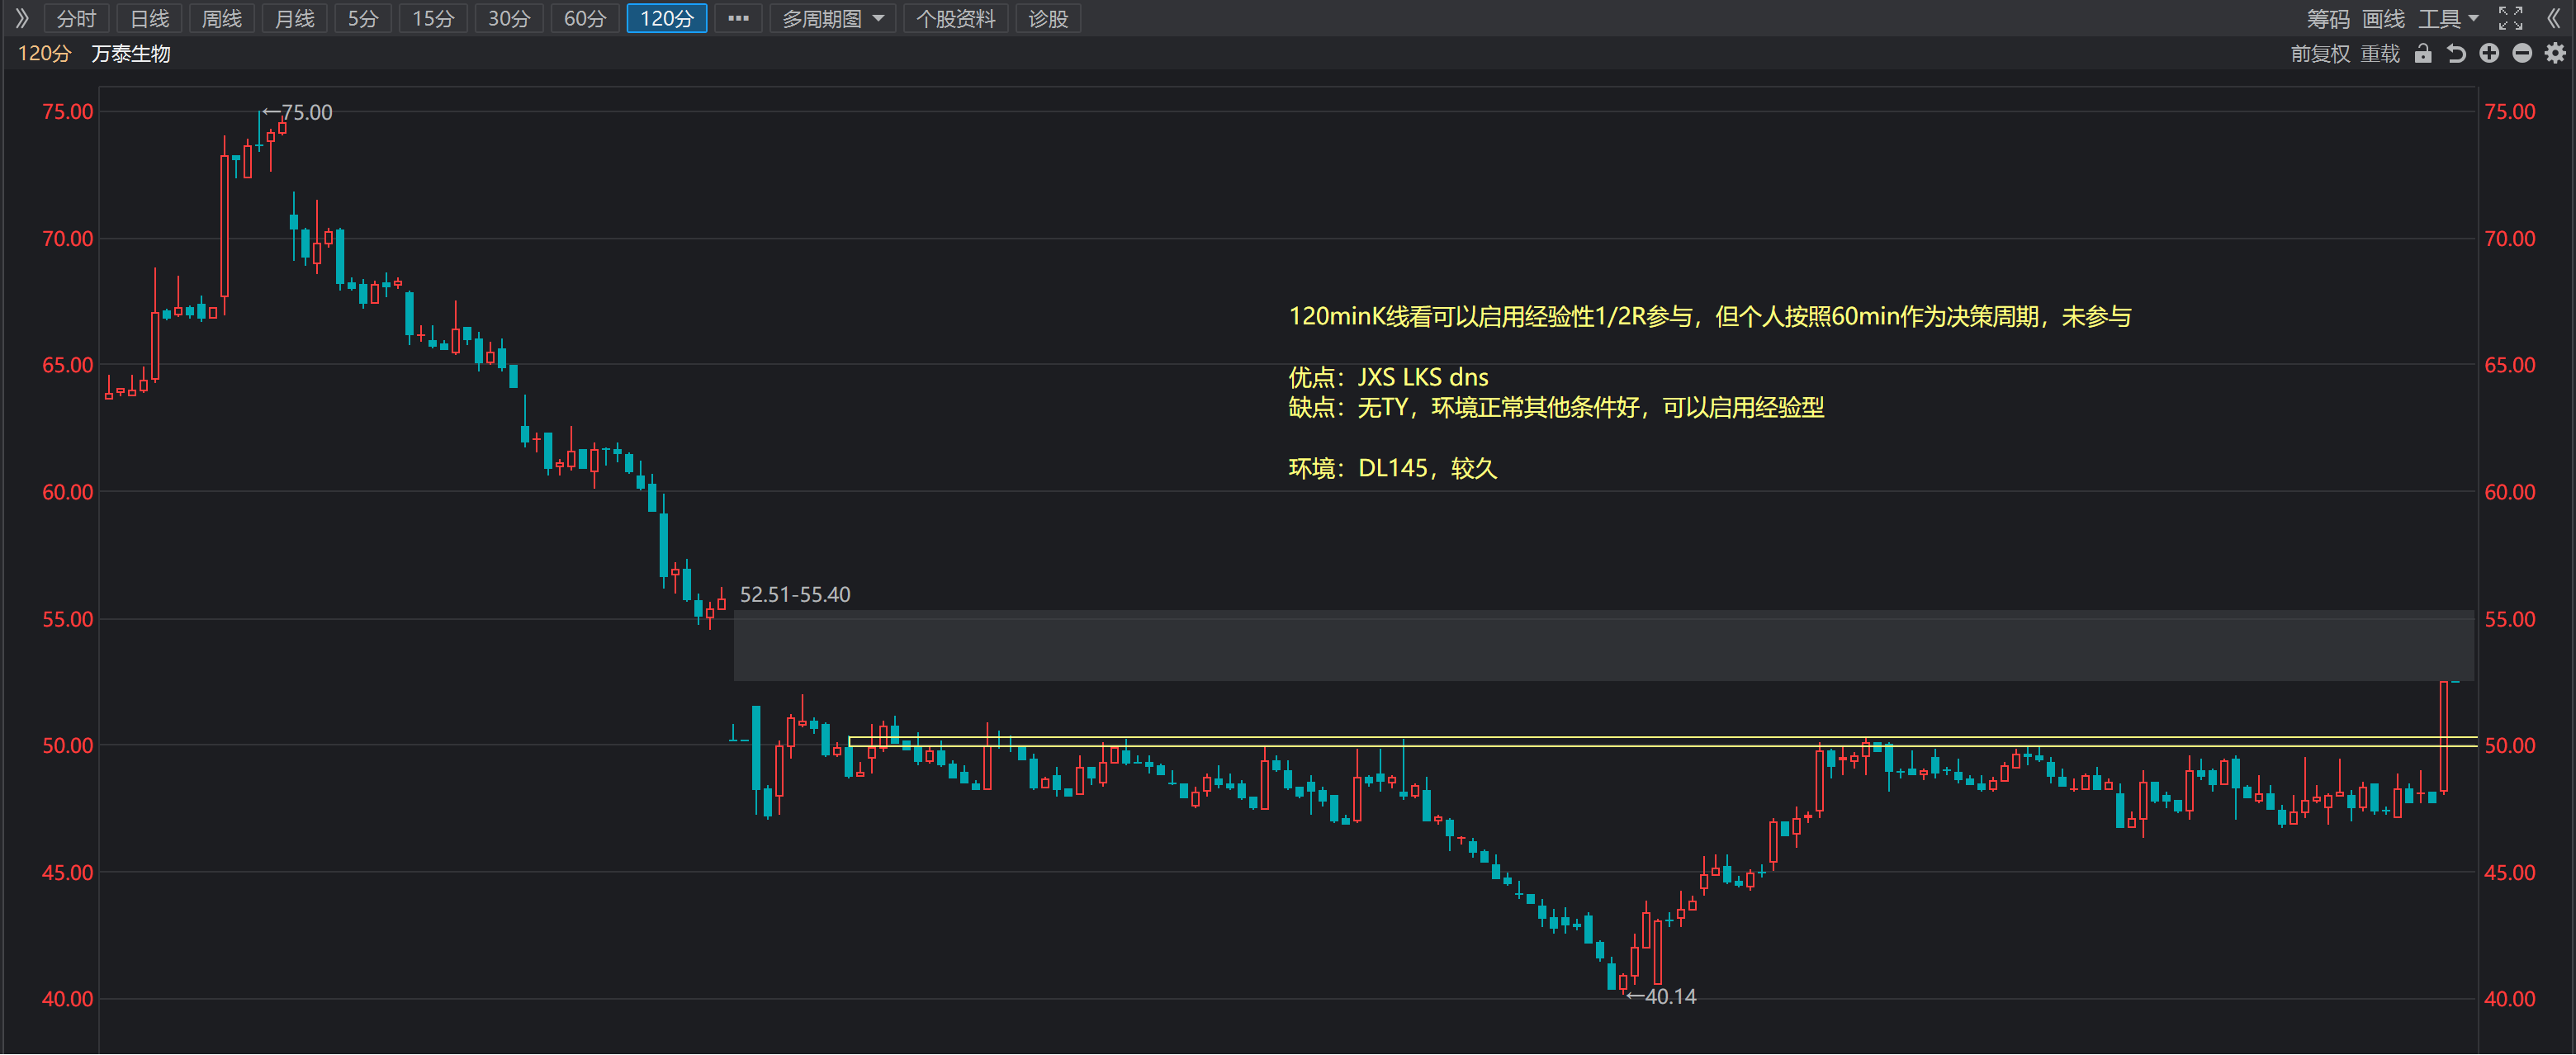 分时 日线 周线 月线 5分 15分 30分 60分 120分 ··· 多周期图 个股资料 诊股 筹码 画线 工具
120分 万泰生物 前复权 重载
75.00 ←75.00 75.00
70.00 70.00
120minK线看可以启用经验性1/2R参与，但个人按照60min作为决策周期，未参与
65.00 65.00
优点：JXS LKS dns
缺点：无TY，环境正常其他条件好，可以启用经验型
环境：DL145，较久
60.00 60.00
52.51-55.40
55.00 55.00
50.00 50.00
45.00 45.00
40.00 ←40.14 40.00